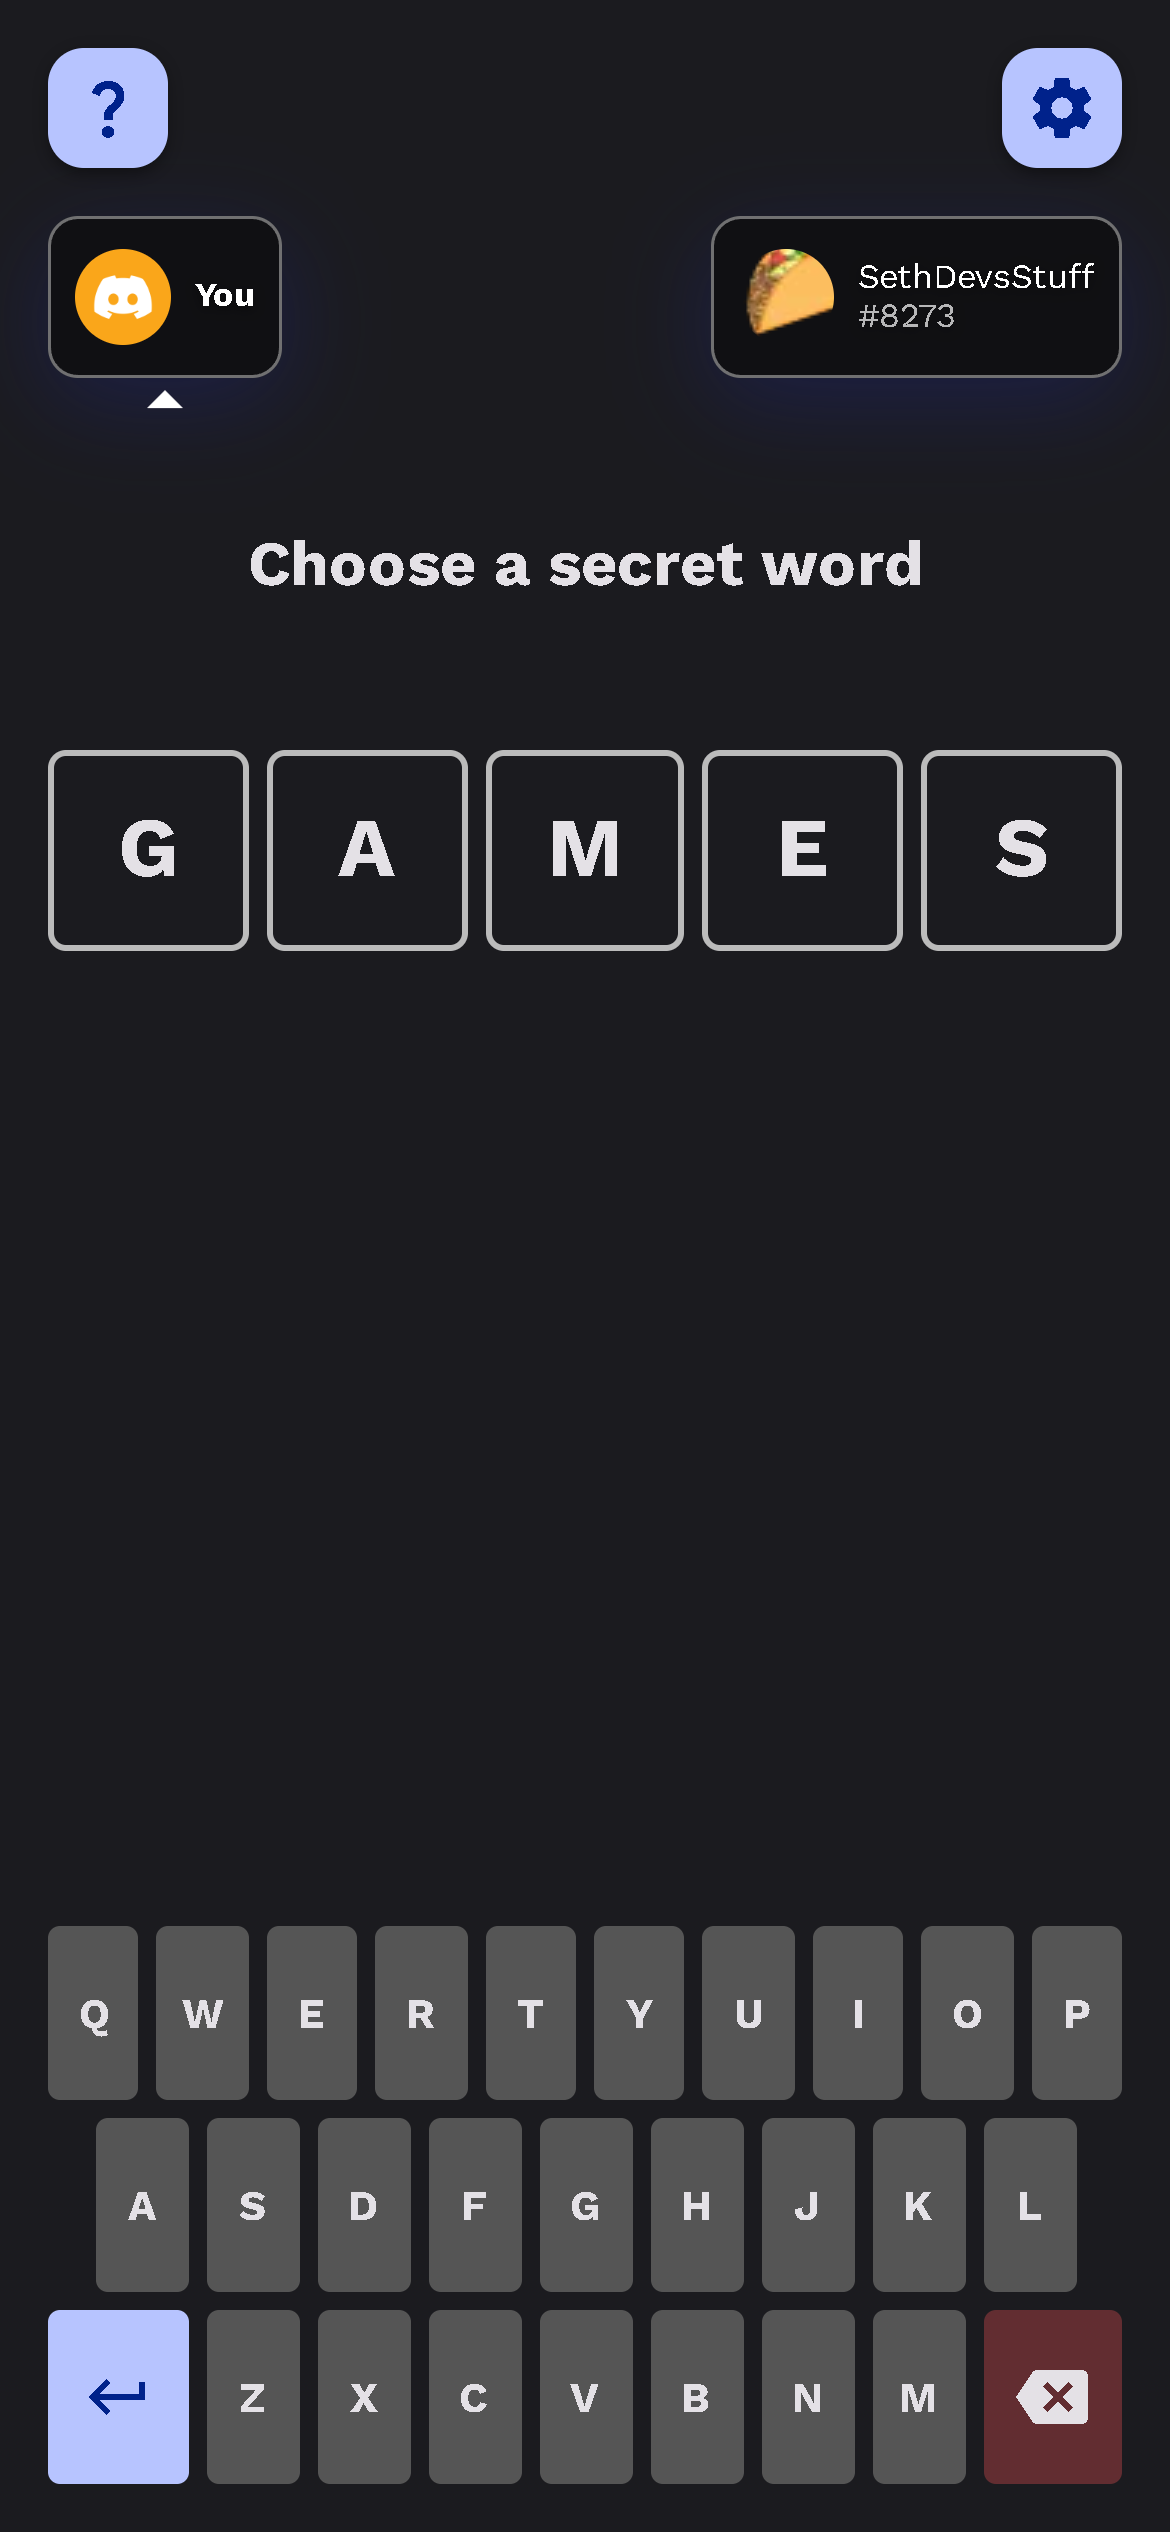 ?
You
SethDevsStuff
#8273
Choose a secret word
G A M E S
Q W E R T Y U I O P
A S D F G H J K L
Z X C V B N M